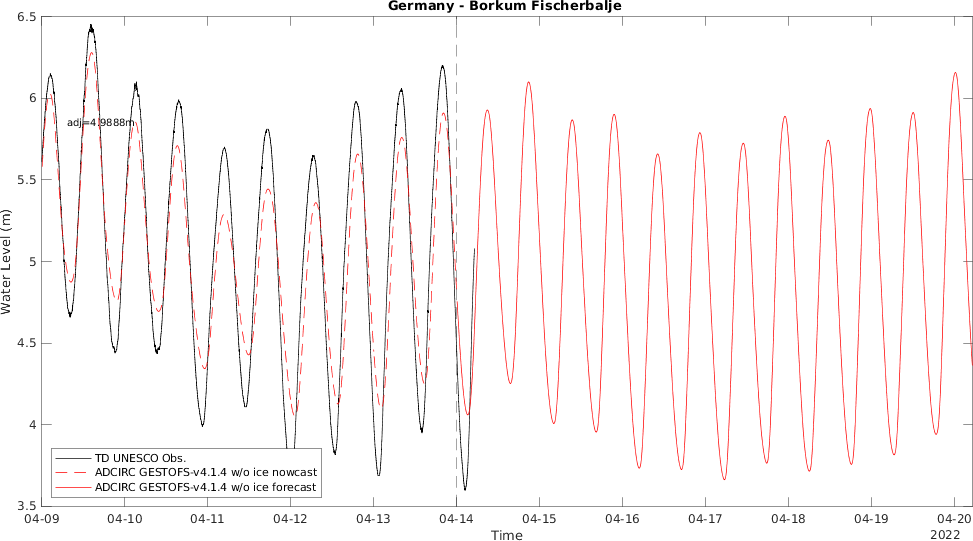 Germany - Borkum Fischerbalje
6.5
6
5.5
5
4.5
4
3.5
Water Level (m)
adj=4.9888m
TD UNESCO Obs.
ADCIRC GESTOFS-v4.1.4 w/o ice nowcast
ADCIRC GESTOFS-v4.1.4 w/o ice forecast
04-09 04-10 04-11 04-12 04-13 04-14 04-15 04-16 04-17 04-18 04-19 04-20
Time
2022